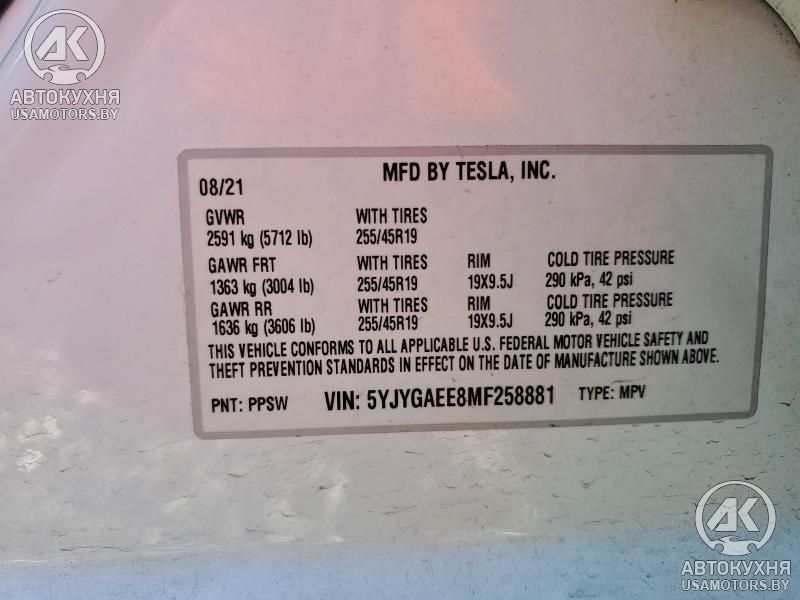 АК
АВТОКУХНЯ
USAMOTORS.BY
MFD BY TESLA, INC.
08/21
GVWR WITH TIRES
2591 kg (5712 lb) 255/45R19
GAWR FRT WITH TIRES RIM COLD TIRE PRESSURE
1363 kg (3004 lb) 255/45R19 19X9.5J 290 kPa, 42 psi
GAWR RR WITH TIRES RIM COLD TIRE PRESSURE
1636 kg (3606 lb) 255/45R19 19X9.5J 290 kPa, 42 psi
THIS VEHICLE CONFORMS TO ALL APPLICABLE U.S. FEDERAL MOTOR VEHICLE SAFETY AND
THEFT PREVENTION STANDARDS IN EFFECT ON THE DATE OF MANUFACTURE SHOWN ABOVE.
PNT: PPSW VIN: 5YJYGAEE8MF258881 TYPE: MPV
АК
АВТОКУХНЯ
USAMOTORS.BY